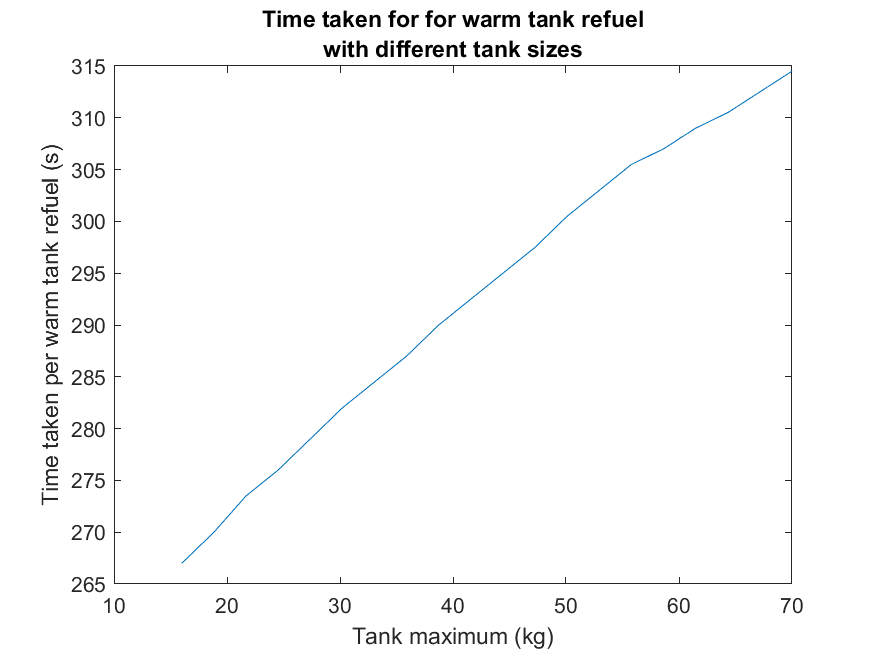 Time taken for for warm tank refuel
with different tank sizes
315
310
305
300
295
290
285
280
275
270
265
Time taken per warm tank refuel (s)
10 20 30 40 50 60 70
Tank maximum (kg)